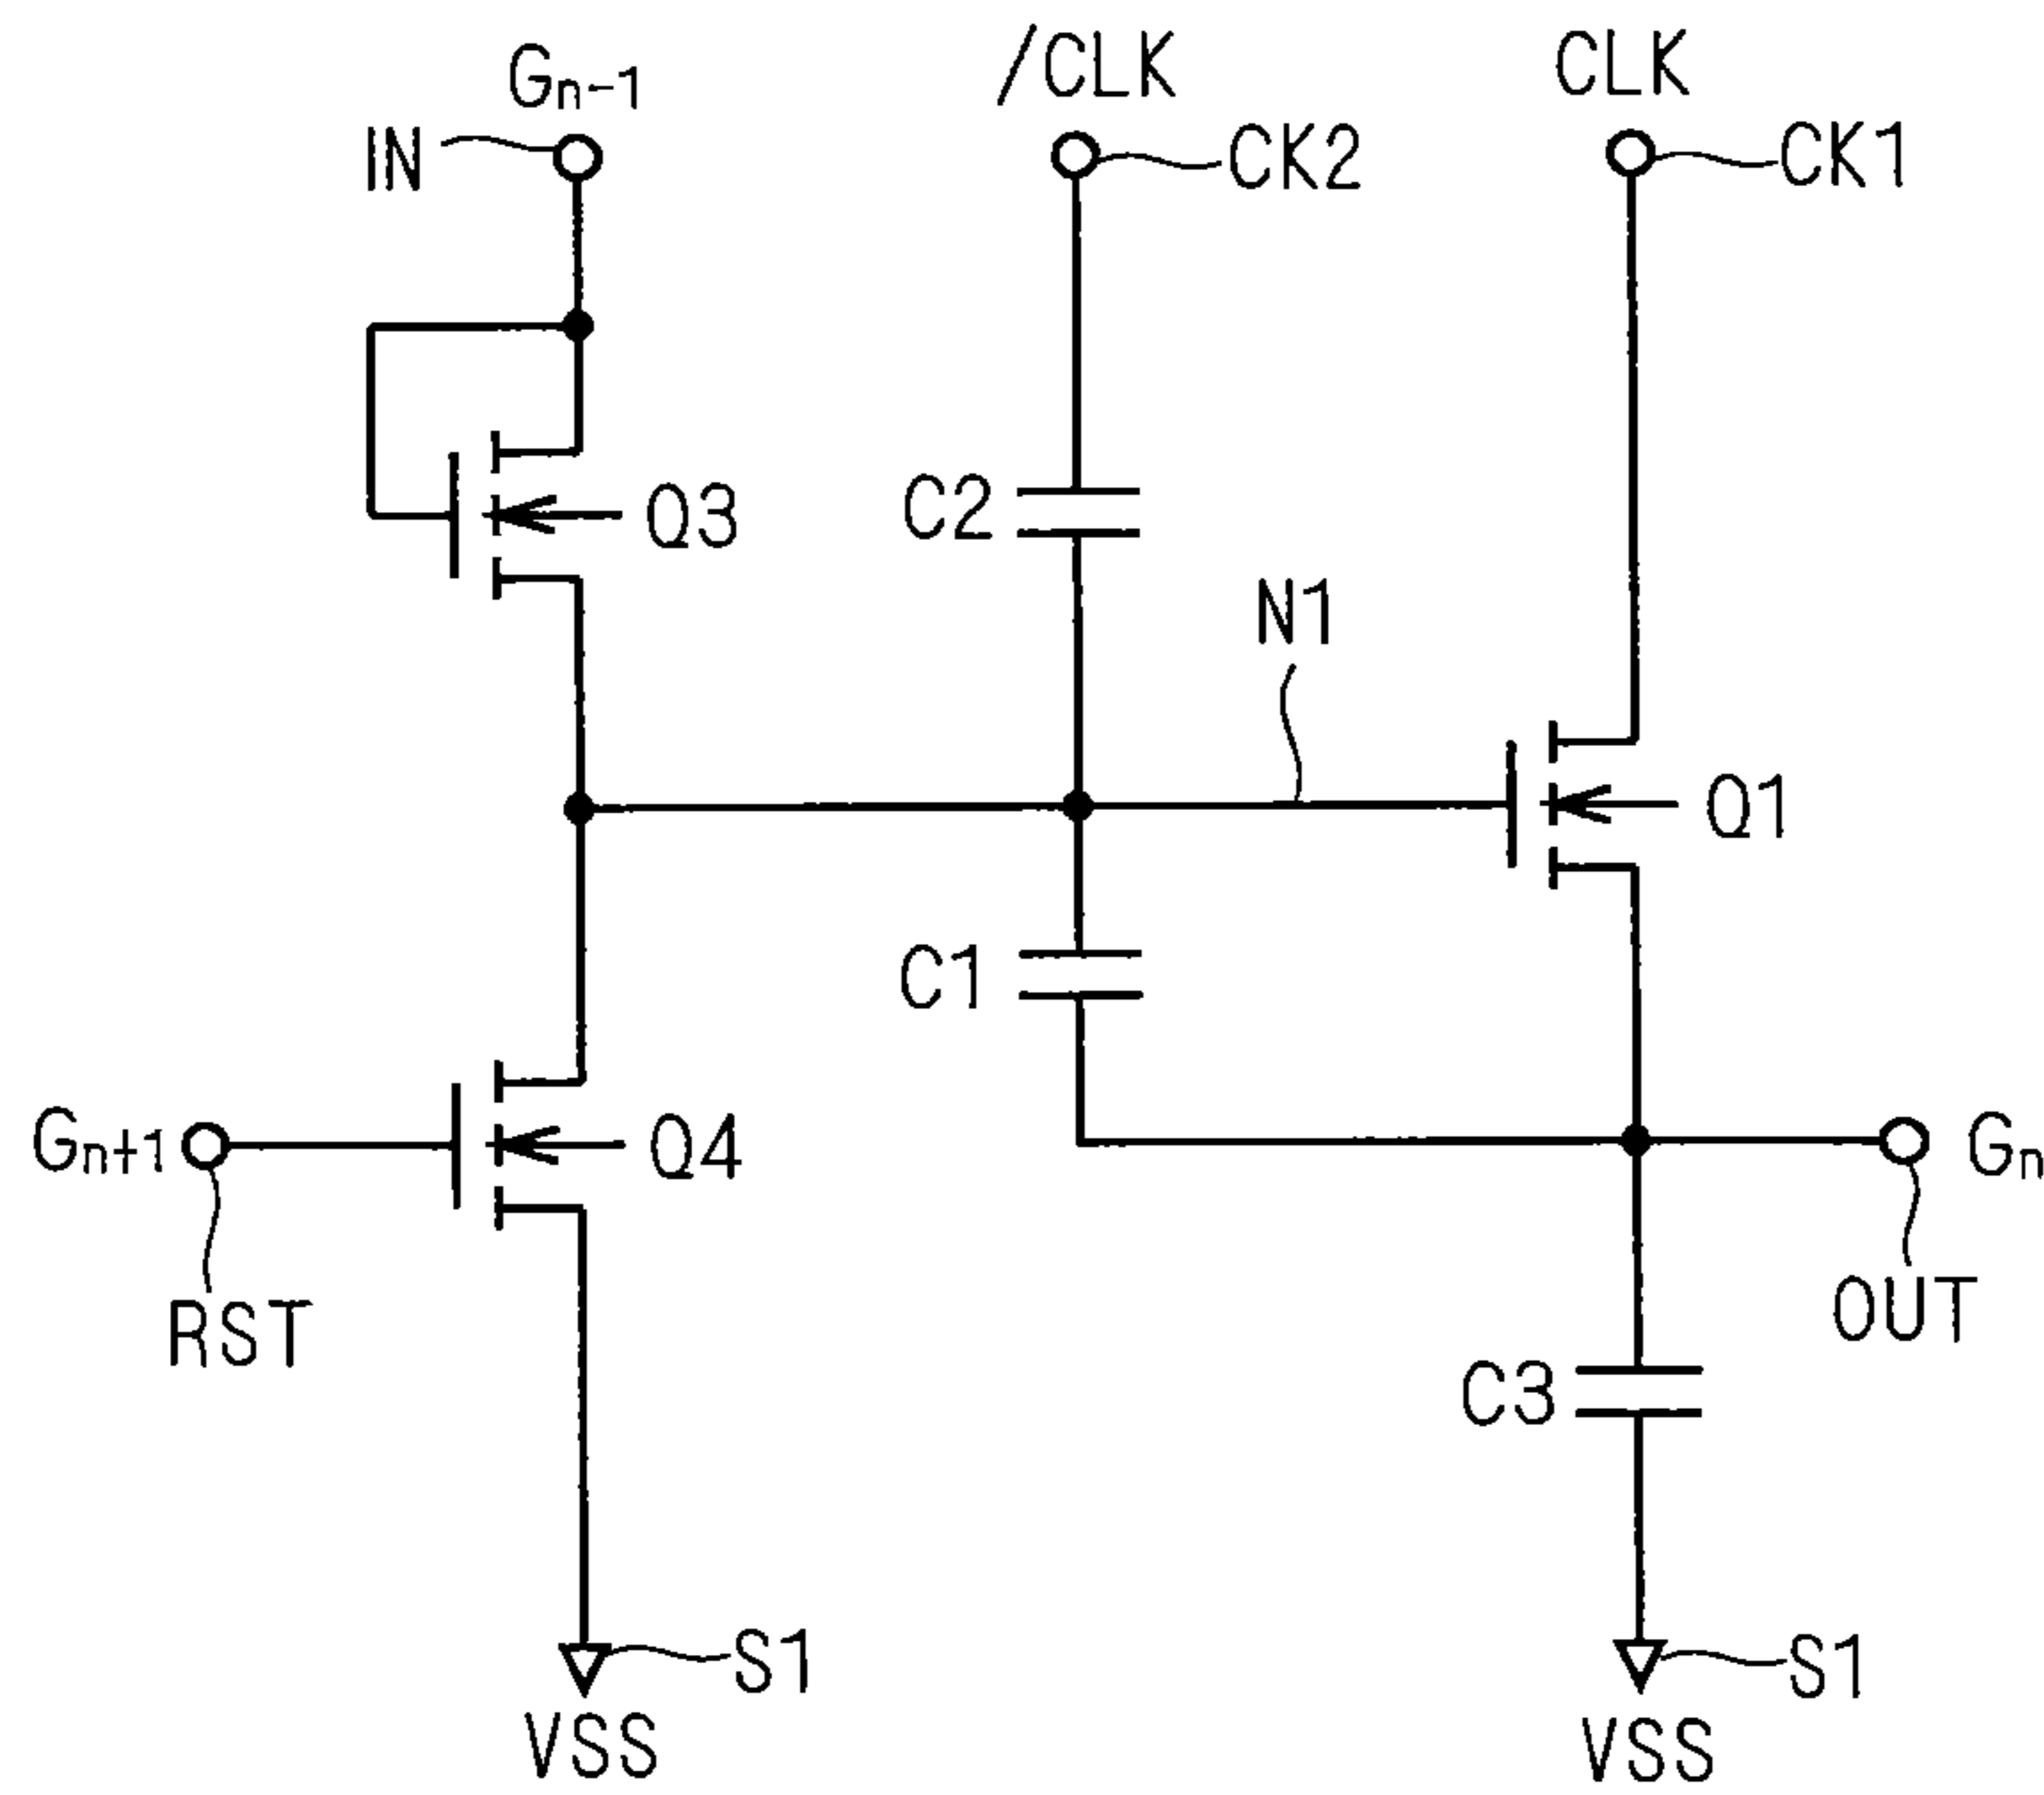 Gn-1
/CLK
CLK
IN
CK2
CK1
Q3
C2
N1
Q1
C1
Gn+1
Q4
Gn
RST
OUT
C3
S1
S1
VSS
VSS